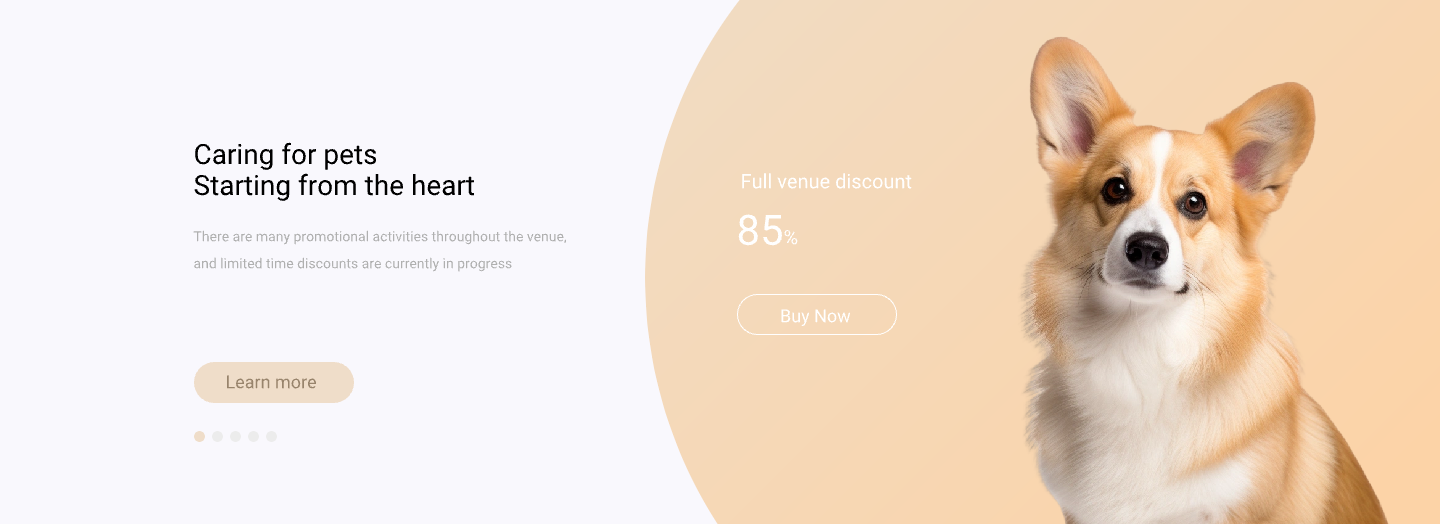 Caring for pets
Starting from the heart
There are many promotional activities throughout the venue,
and limited time discounts are currently in progress
Learn more
Full venue discount
85%
Buy Now